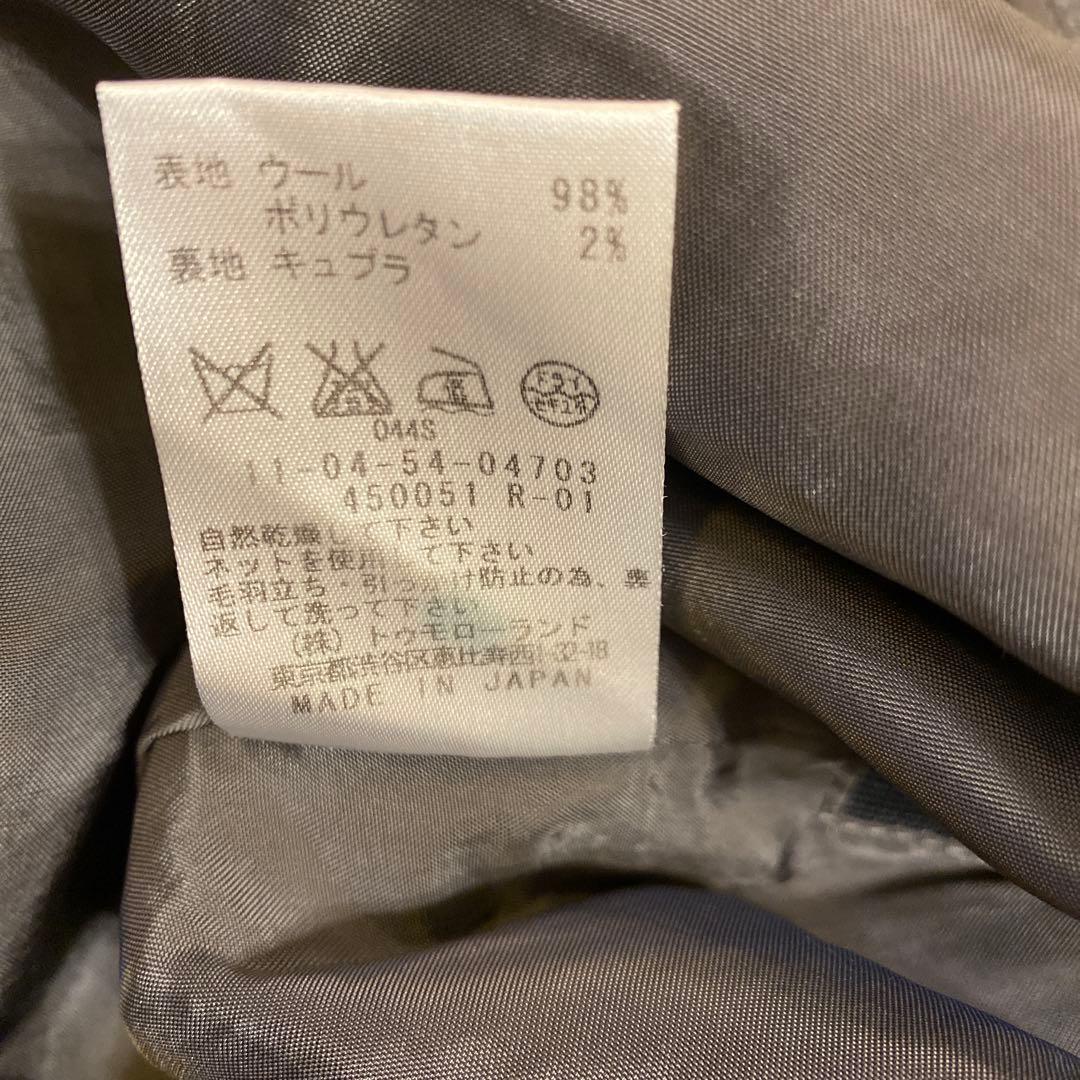 表地 ウール 98%
ポリウレタン 2%
裏地 キュプラ
044S
11-04-54-04703
450051 R-01
自然乾燥して下さい
ネットを使用して下さい
毛羽立ち・引っ掛け防止の為、裏
返して洗って下さい
(株) トゥモローランド
東京都渋谷区恵比寿西1-32-18
MADE IN JAPAN